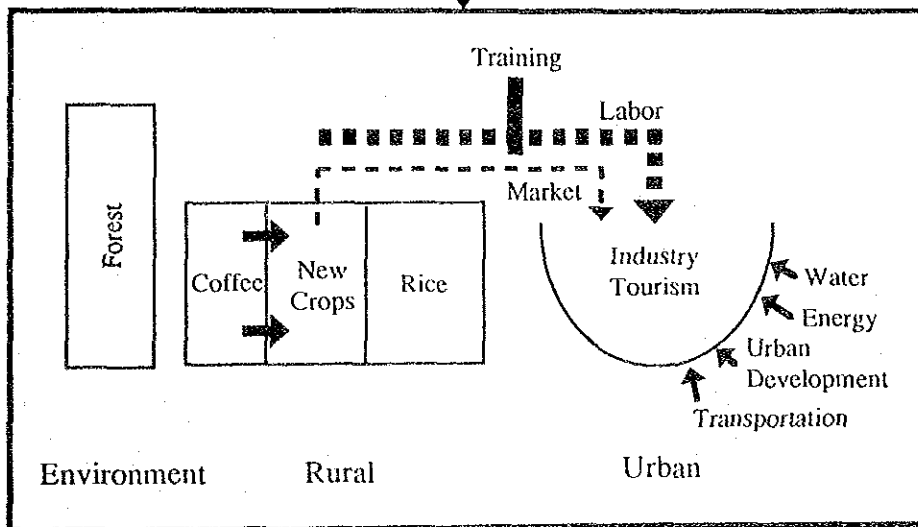 Training
Labor
Market
Forest
Coffee
New
Crops
Rice
Industry
Tourism
Water
Energy
Urban
Development
Transportation
Environment
Rural
Urban